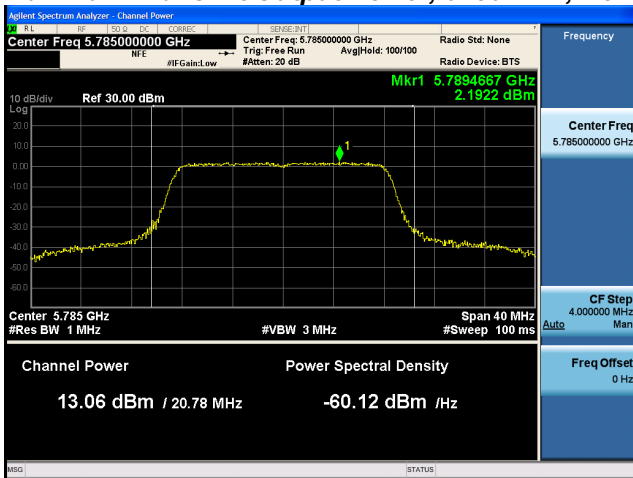 Agilent Spectrum Analyzer - Channel Power
RL RF 50 Ω DC CORREC SENSE:INT
Center Freq 5.785000000 GHz
NFE
#IFGain:Low
Center Freq: 5.785000000 GHz
Trig: Free Run Avg|Hold: 100/100
#Atten: 20 dB
Radio Std: None
Radio Device: BTS
Frequency
Mkr1 5.7894667 GHz
2.1922 dBm
10 dB/div Ref 30.00 dBm
Log
20.0
10.0
0.00
-10.0
-20.0
-30.0
-40.0
-50.0
-60.0
1
Center 5.785 GHz Span 40 MHz
#Res BW 1 MHz #VBW 3 MHz #Sweep 100 ms
Channel Power Power Spectral Density
13.06 dBm / 20.78 MHz -60.12 dBm /Hz
Center Freq
5.785000000 GHz
CF Step
4.000000 MHz
Auto Man
Freq Offset
0 Hz
MSG STATUS